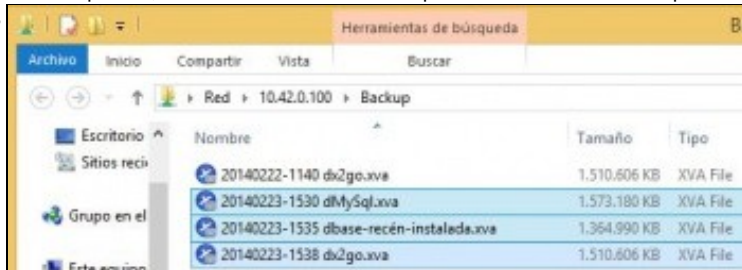 Herramientas de búsqueda
B
Archivo Inicio Compartir Vista Buscar
Red 10.42.0.100 Backup
Escritorio
Sitios reci
Grupo en el
Este equipo
Nombre Tamaño Tipo
20140222-1140 dx2go.xva 1.510.606 KB XVA File
20140223-1530 dMySql.xva 1.573.180 KB XVA File
20140223-1535 dbase-recén-instalada.xva 1.364.990 KB XVA File
20140223-1538 dx2go.xva 1.510.606 KB XVA File